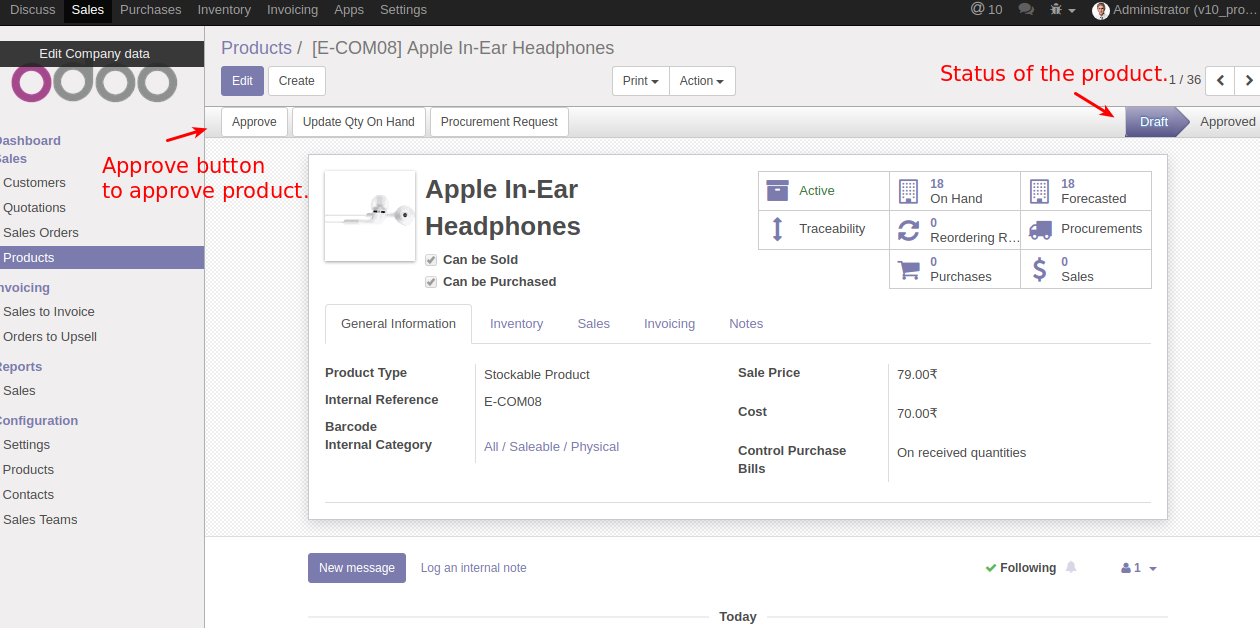 Discuss Sales Purchases Inventory Invoicing Apps Settings @ 10 Administrator (v10_pro...
Edit Company data
odoo
Products / [E-COM08] Apple In-Ear Headphones
Edit Create Print Action Status of the product. 1 / 36
Approve Update Qty On Hand Procurement Request Draft Approved
Approve button
to approve product.
Dashboard
Sales
Customers
Quotations
Sales Orders
Products
Invoicing
Sales to Invoice
Orders to Upsell
Reports
Sales
Configuration
Settings
Products
Contacts
Sales Teams
Apple In-Ear
Headphones
Can be Sold
Can be Purchased
Active
18
On Hand
18
Forecasted
Traceability
0
Reordering R...
Procurements
0
Purchases
0
Sales
General Information Inventory Sales Invoicing Notes
Product Type Stockable Product
Internal Reference E-COM08
Barcode
Internal Category All / Saleable / Physical
Sale Price 79.00₹
Cost 70.00₹
Control Purchase
Bills
On received quantities
New message Log an internal note Following 1
Today